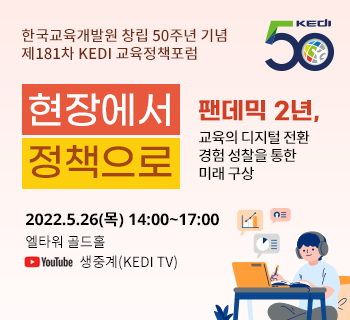 한국교육개발원 창립 50주년 기념
제181차 KEDI 교육정책포럼
KEDI
50
현장에서
정책으로
팬데믹 2년,
교육의 디지털 전환
경험 성찰을 통한
미래 구상
2022.5.26(목) 14:00~17:00
엘타워 골드홀
YouTube 생중계(KEDI TV)